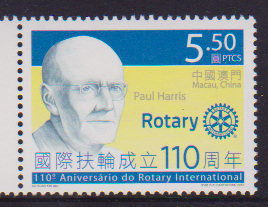 5.50
圓 PTCS
中國澳門
Macau, China
Paul Harris
Rotary
國際扶輪成立110周年
110º Aniversário do Rotary International